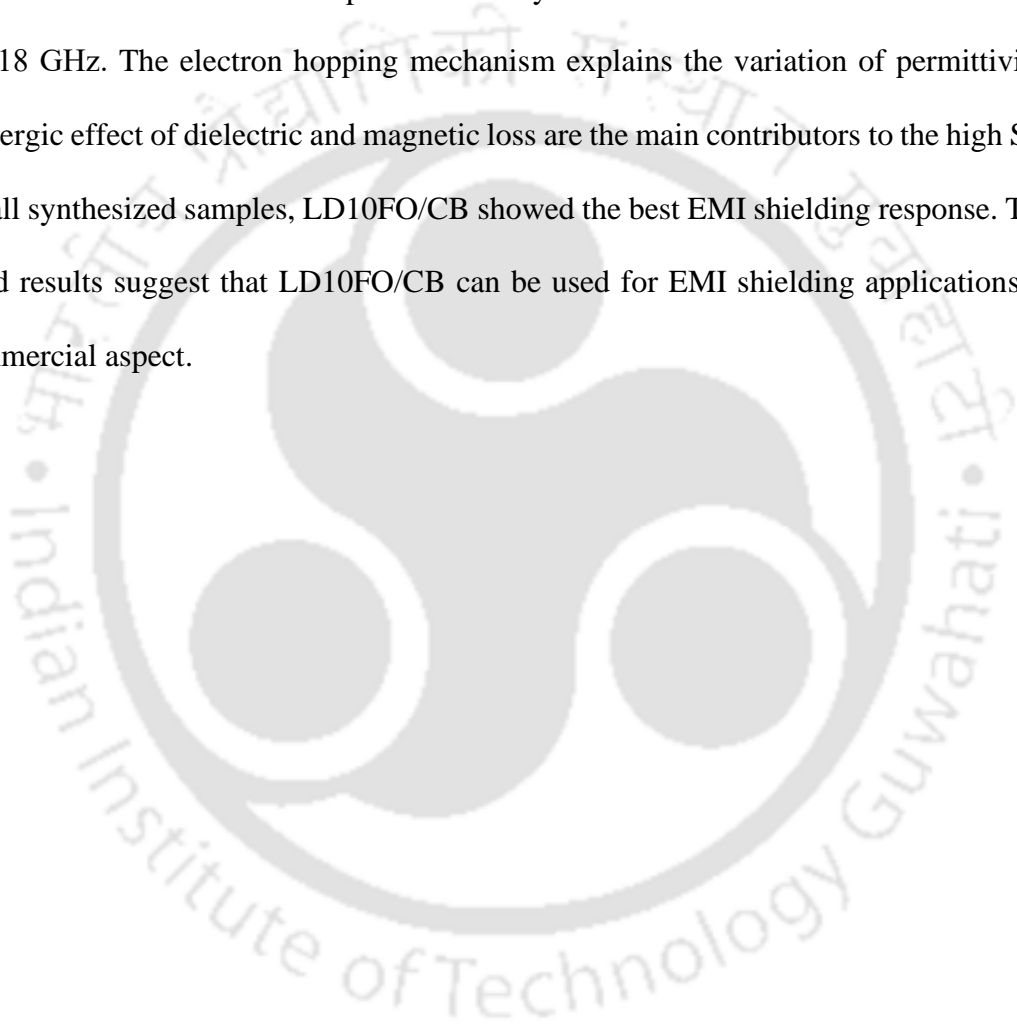 18 GHz. The electron hopping mechanism explains the variation of permittivi
ergic effect of dielectric and magnetic loss are the main contributors to the high S
all synthesized samples, LD10FO/CB showed the best EMI shielding response. T
d results suggest that LD10FO/CB can be used for EMI shielding applications
mercial aspect.
भारतीय प्रौद्योगिकी संस्थान गुवाहाटी
Indian Institute of Technology Guwahati